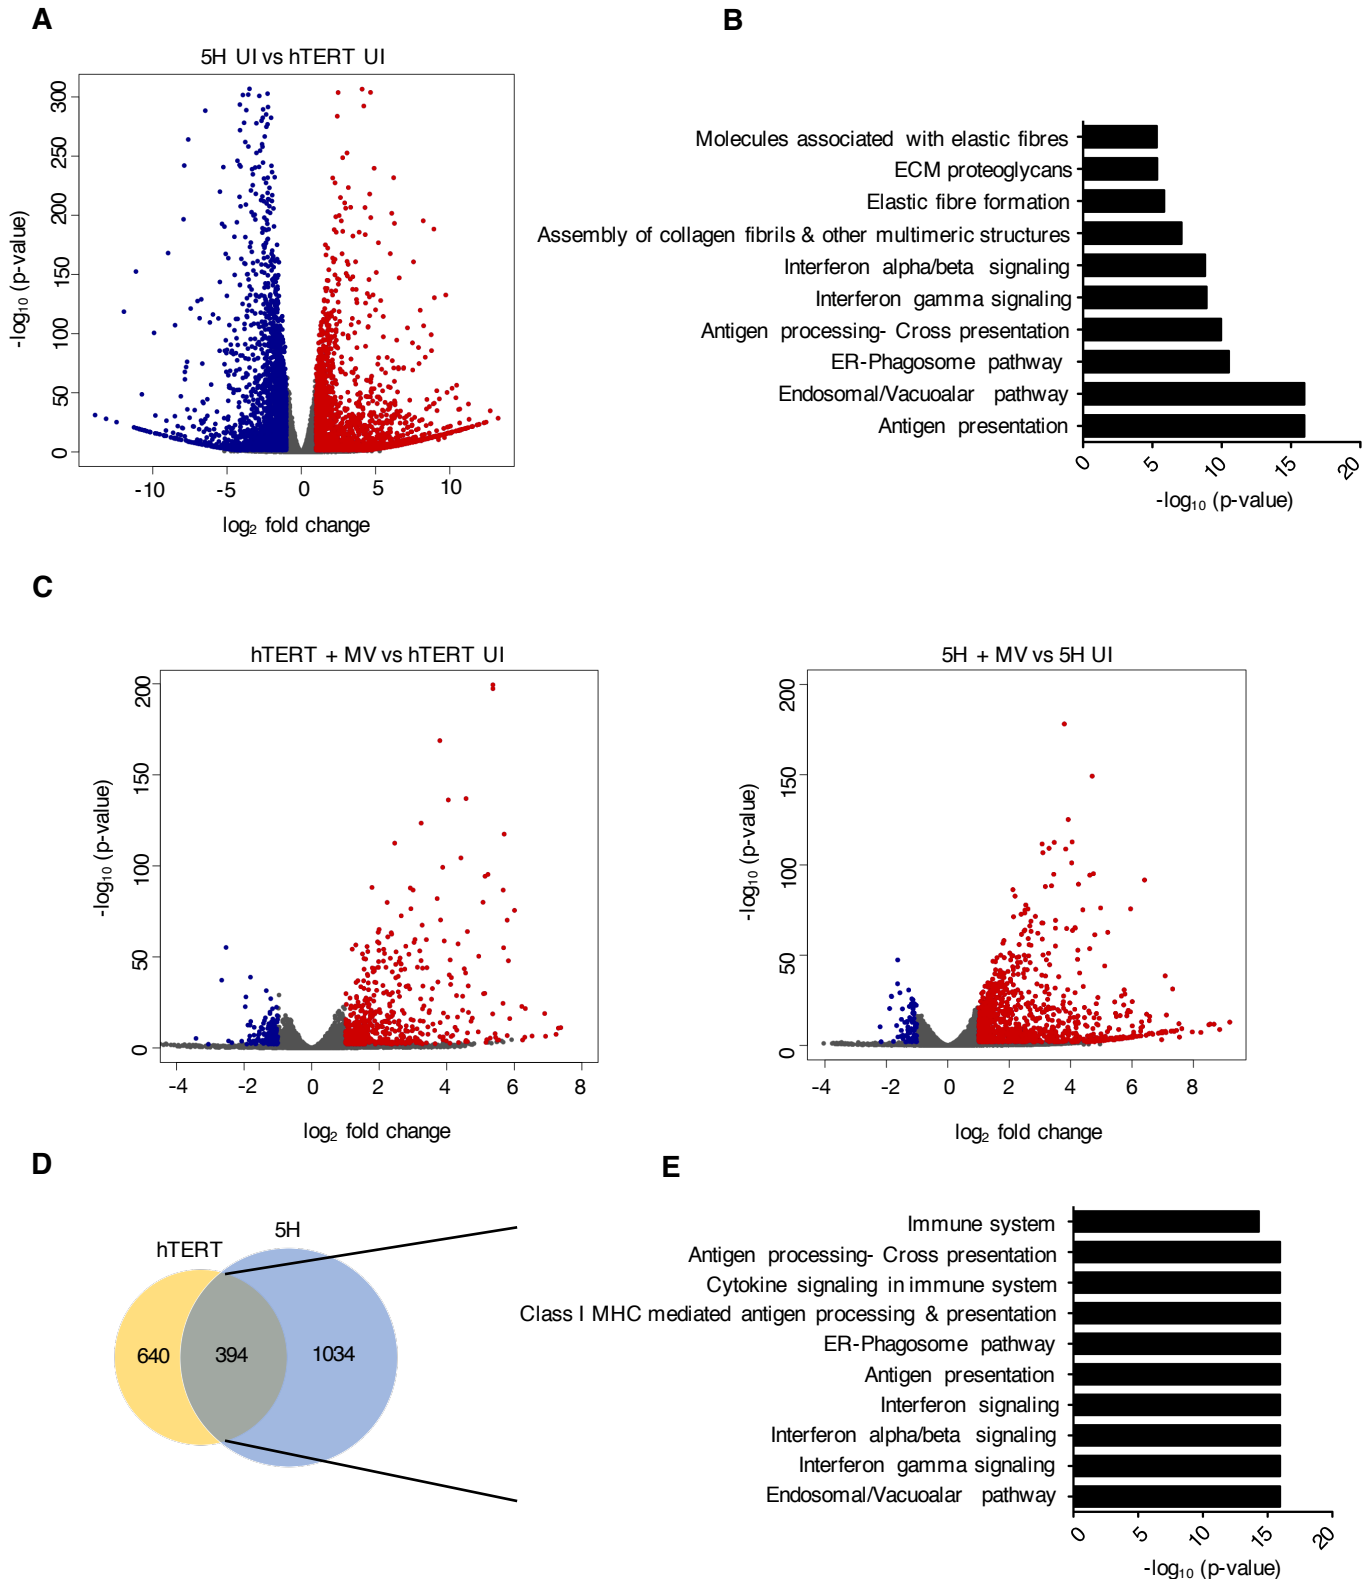 A
5H UI vs hTERT UI
-log10 (p-value)
300
250
200
150
100
50
0
-10
-5
0
5
10
log2 fold change
B
Molecules associated with elastic fibres
ECM proteoglycans
Elastic fibre formation
Assembly of collagen fibrils & other multimeric structures
Interferon alpha/beta signaling
Interferon gamma signaling
Antigen processing- Cross presentation
ER-Phagosome pathway
Endosomal/Vacuoalar pathway
Antigen presentation
0
5
10
15
20
-log10 (p-value)
C
hTERT + MV vs hTERT UI
-log10 (p-value)
200
150
100
50
0
-4
-2
0
2
4
6
8
log2 fold change
5H + MV vs 5H UI
-log10 (p-value)
200
150
100
50
0
-4
-2
0
2
4
6
8
log2 fold change
D
hTERT
5H
640
394
1034
E
Immune system
Antigen processing- Cross presentation
Cytokine signaling in immune system
Class I MHC mediated antigen processing & presentation
ER-Phagosome pathway
Antigen presentation
Interferon signaling
Interferon alpha/beta signaling
Interferon gamma signaling
Endosomal/Vacuoalar pathway
0
5
10
15
20
-log10 (p-value)